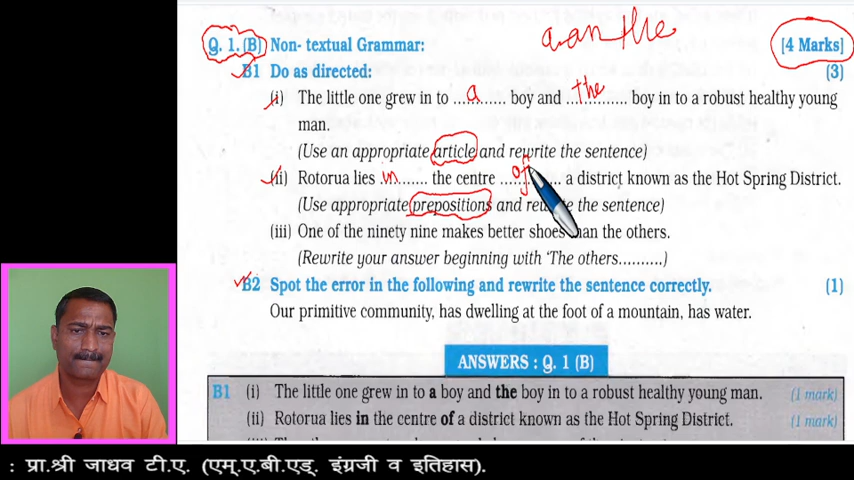 a an the
Q. 1. (B) Non- textual Grammar: [4 Marks]
B1 Do as directed: (3)
(i) The little one grew in to ....a...... boy and ...the....... boy in to a robust healthy young
man.
(Use an appropriate article and rewrite the sentence)
(ii) Rotorua lies ..in...... the centre ...of....... a district known as the Hot Spring District.
(Use appropriate prepositions and rewrite the sentence)
(iii) One of the ninety nine makes better shoes than the others.
(Rewrite your answer beginning with 'The others..........)
B2 Spot the error in the following and rewrite the sentence correctly. (1)
Our primitive community, has dwelling at the foot of a mountain, has water.
ANSWERS : Q. 1 (B)
B1 (i) The little one grew in to a boy and the boy in to a robust healthy young man. (1 mark)
(ii) Rotorua lies in the centre of a district known as the Hot Spring District. (1 mark)
: प्रा.श्री जाधव टी.ए. (एम्.ए.बी.एड्. इंग्रजी व इतिहास).